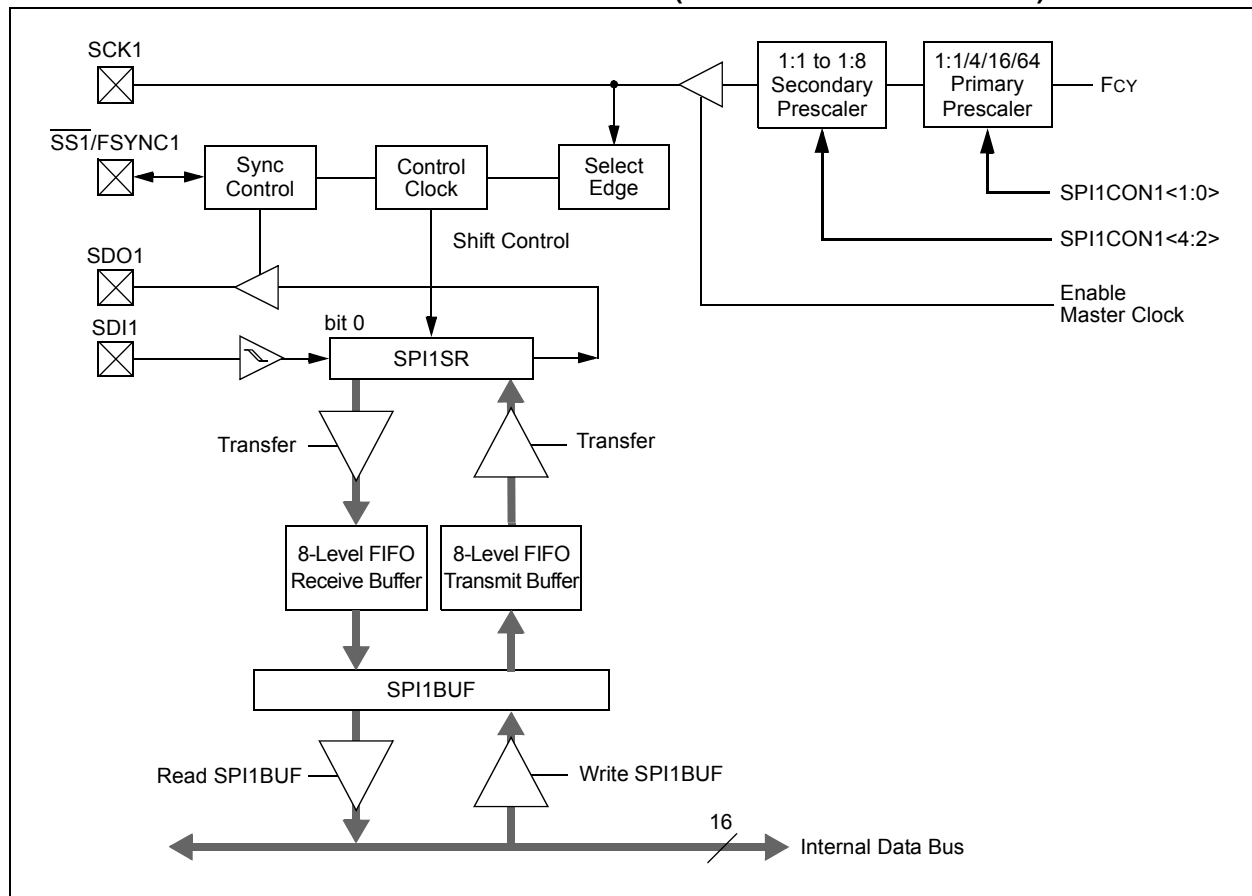 SCK1
1:1 to 1:8
Secondary
Prescaler
1:1/4/16/64
Primary
Prescaler
FCY
SS1/FSYNC1
Sync
Control
Control
Clock
Select
Edge
SPI1CON1<1:0>
SPI1CON1<4:2>
Shift Control
SDO1
Enable
Master Clock
SDI1
bit 0
SPI1SR
Transfer
Transfer
8-Level FIFO
Receive Buffer
8-Level FIFO
Transmit Buffer
SPI1BUF
Read SPI1BUF
Write SPI1BUF
16
Internal Data Bus